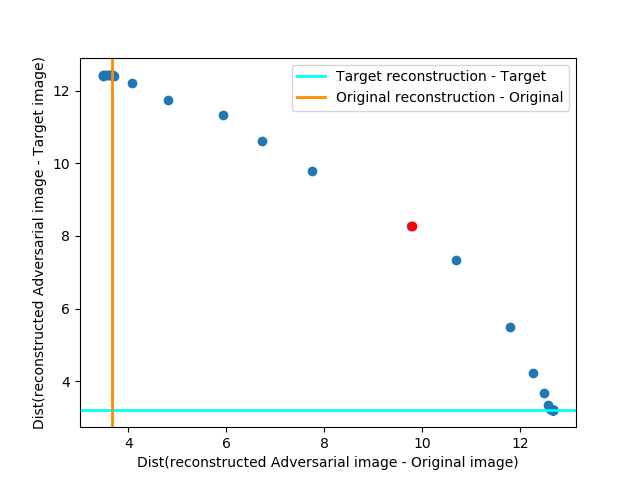 Target reconstruction - Target
Original reconstruction - Original
12
10
8
6
4
Dist(reconstructed Adversarial image - Target image)
4 6 8 10 12
Dist(reconstructed Adversarial image - Original image)